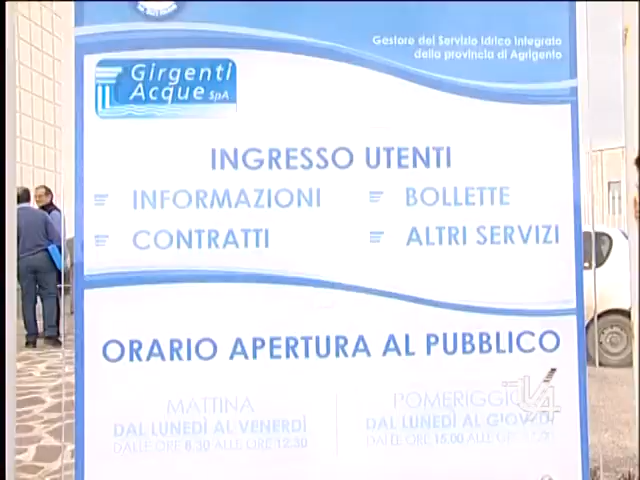 Gestore del Servizio Idrico Integrato
della provincia di Agrigento
Girgenti
Acque SpA
INGRESSO UTENTI
INFORMAZIONI
BOLLETTE
CONTRATTI
ALTRI SERVIZI
ORARIO APERTURA AL PUBBLICO
MATTINA
POMERIGGIO
DAL LUNEDÌ AL VENERDÌ
DAL LUNEDÌ AL GIOVEDÌ
DALLE ORE 8.30 ALLE ORE 12.30
DALLE ORE 15.00 ALLE ORE